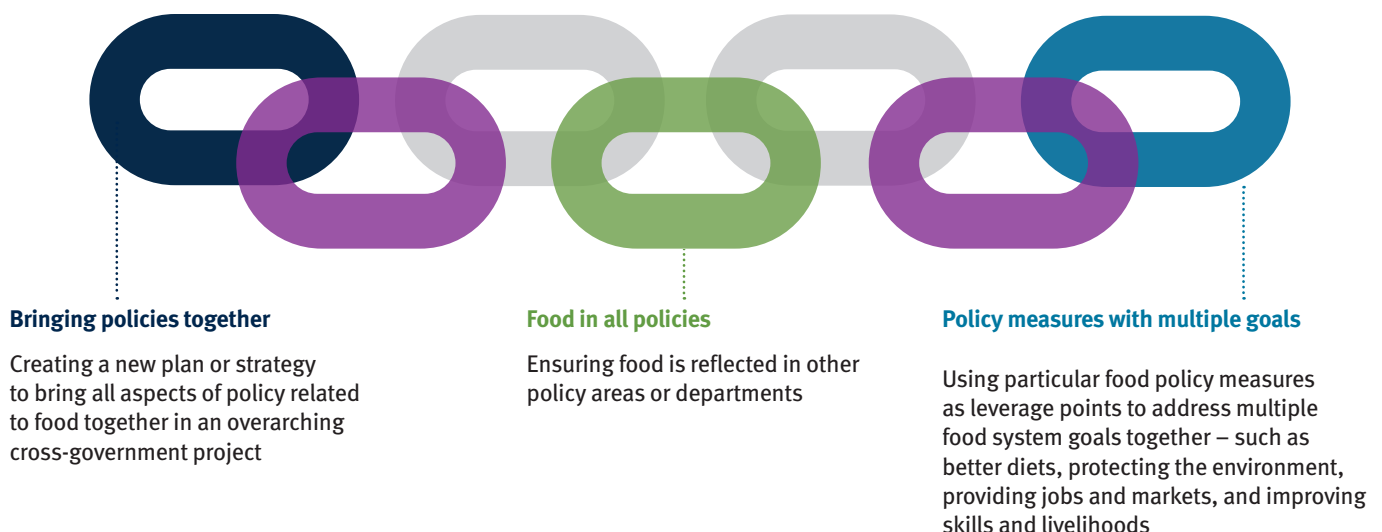 Bringing policies together
Creating a new plan or strategy
to bring all aspects of policy related
to food together in an overarching
cross-government project
Food in all policies
Ensuring food is reflected in other
policy areas or departments
Policy measures with multiple goals
Using particular food policy measures
as leverage points to address multiple
food system goals together – such as
better diets, protecting the environment,
providing jobs and markets, and improving
skills and livelihoods